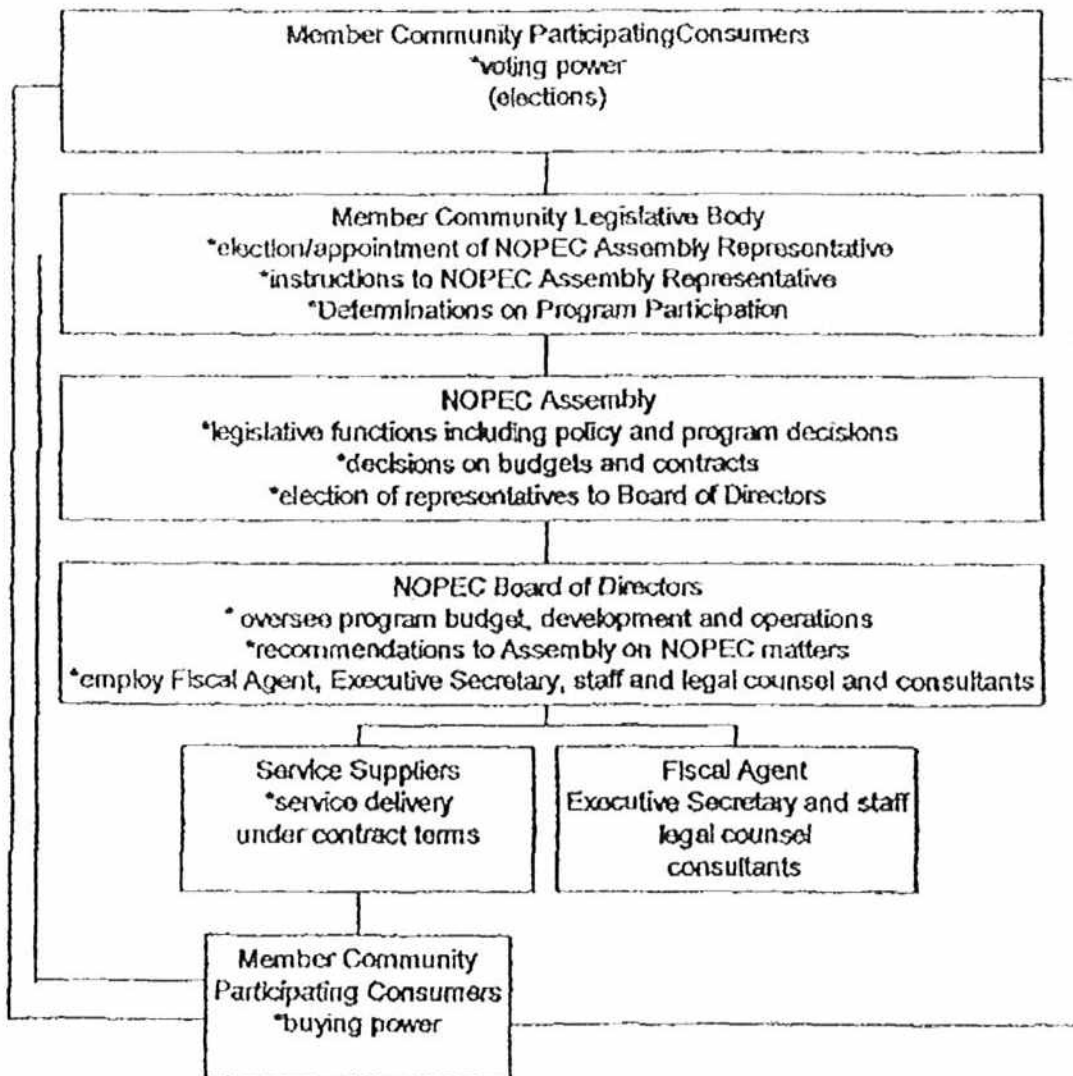 Member Community ParticipatingConsumers
*voting power
(elections)
Member Community Legislative Body
*election/appointment of NOPEC Assembly Representative
*instructions to NOPEC Assembly Representative
*Determinations on Program Participation
NOPEC Assembly
*legislative functions including policy and program decisions
*decisions on budgets and contracts
*election of representatives to Board of Directors
NOPEC Board of Directors
* oversee program budget, development and operations
*recommendations to Assembly on NOPEC matters
*employ Fiscal Agent, Executive Secretary, staff and legal counsel and consultants
Service Suppliers
*service delivery
under contract terms
Fiscal Agent
Executive Secretary and staff
legal counsel
consultants
Member Community
Participating Consumers
*buying power